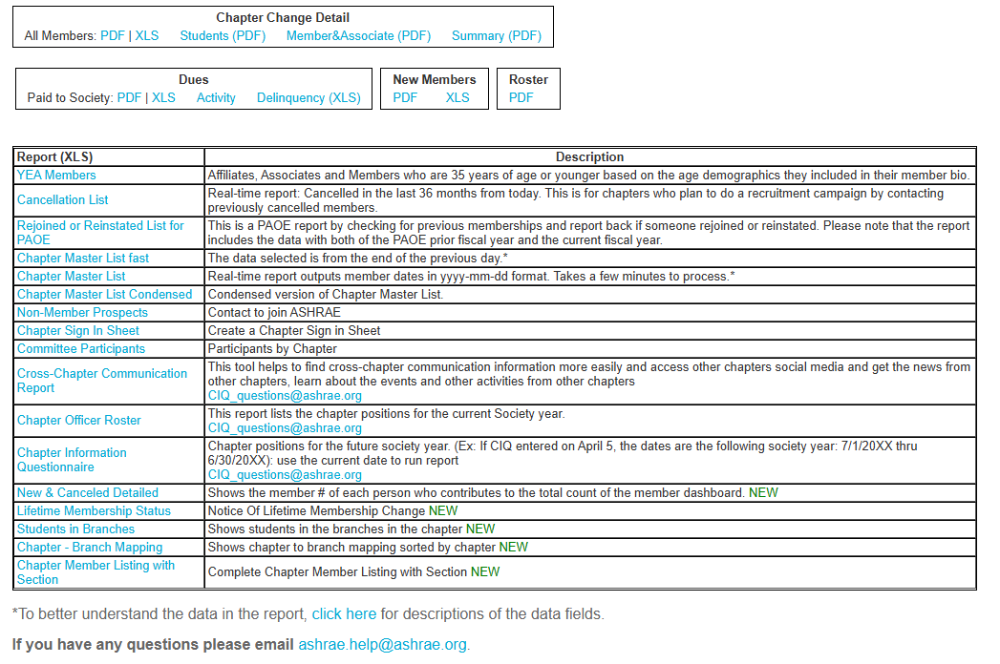 Chapter Change Detail
All Members: PDF | XLS Students (PDF) Member&Associate (PDF) Summary (PDF)
Dues
Paid to Society: PDF | XLS Activity Delinquency (XLS)
New Members
PDF XLS
Roster
PDF
Report (XLS) Description
YEA Members Affiliates, Associates and Members who are 35 years of age or younger based on the age demographics they included in their member bio.
Cancellation List
Real-time report: Cancelled in the last 36 months from today. This is for chapters who plan to do a recruitment campaign by contacting
previously cancelled members.
Rejoined or Reinstated List for
PAOE
This is a PAOE report by checking for previous memberships and report back if someone rejoined or reinstated. Please note that the report
includes the data with both of the PAOE prior fiscal year and the current fiscal year.
Chapter Master List fast The data selected is from the end of the previous day.*
Chapter Master List Real-time report outputs member dates in yyyy-mm-dd format. Takes a few minutes to process.*
Chapter Master List Condensed Condensed version of Chapter Master List.
Non-Member Prospects Contact to join ASHRAE
Chapter Sign In Sheet Create a Chapter Sign in Sheet
Committee Participants Participants by Chapter
Cross-Chapter Communication
Report
This tool helps to find cross-chapter communication information more easily and access other chapters social media and get the news from
other chapters, learn about the events and other activities from other chapters
CIQ_questions@ashrae.org
Chapter Officer Roster
This report lists the chapter positions for the current Society year.
CIQ_questions@ashrae.org
Chapter Information
Questionnaire
Chapter positions for the future society year. (Ex: If CIQ entered on April 5, the dates are the following society year: 7/1/20XX thru
6/30/20XX): use the current date to run report
CIQ_questions@ashrae.org
New & Canceled Detailed Shows the member # of each person who contributes to the total count of the member dashboard. NEW
Lifetime Membership Status Notice Of Lifetime Membership Change NEW
Students in Branches Shows students in the branches in the chapter NEW
Chapter - Branch Mapping Shows chapter to branch mapping sorted by chapter NEW
Chapter Member Listing with
Section
Complete Chapter Member Listing with Section NEW
*To better understand the data in the report, click here for descriptions of the data fields.
If you have any questions please email ashrae.help@ashrae.org.